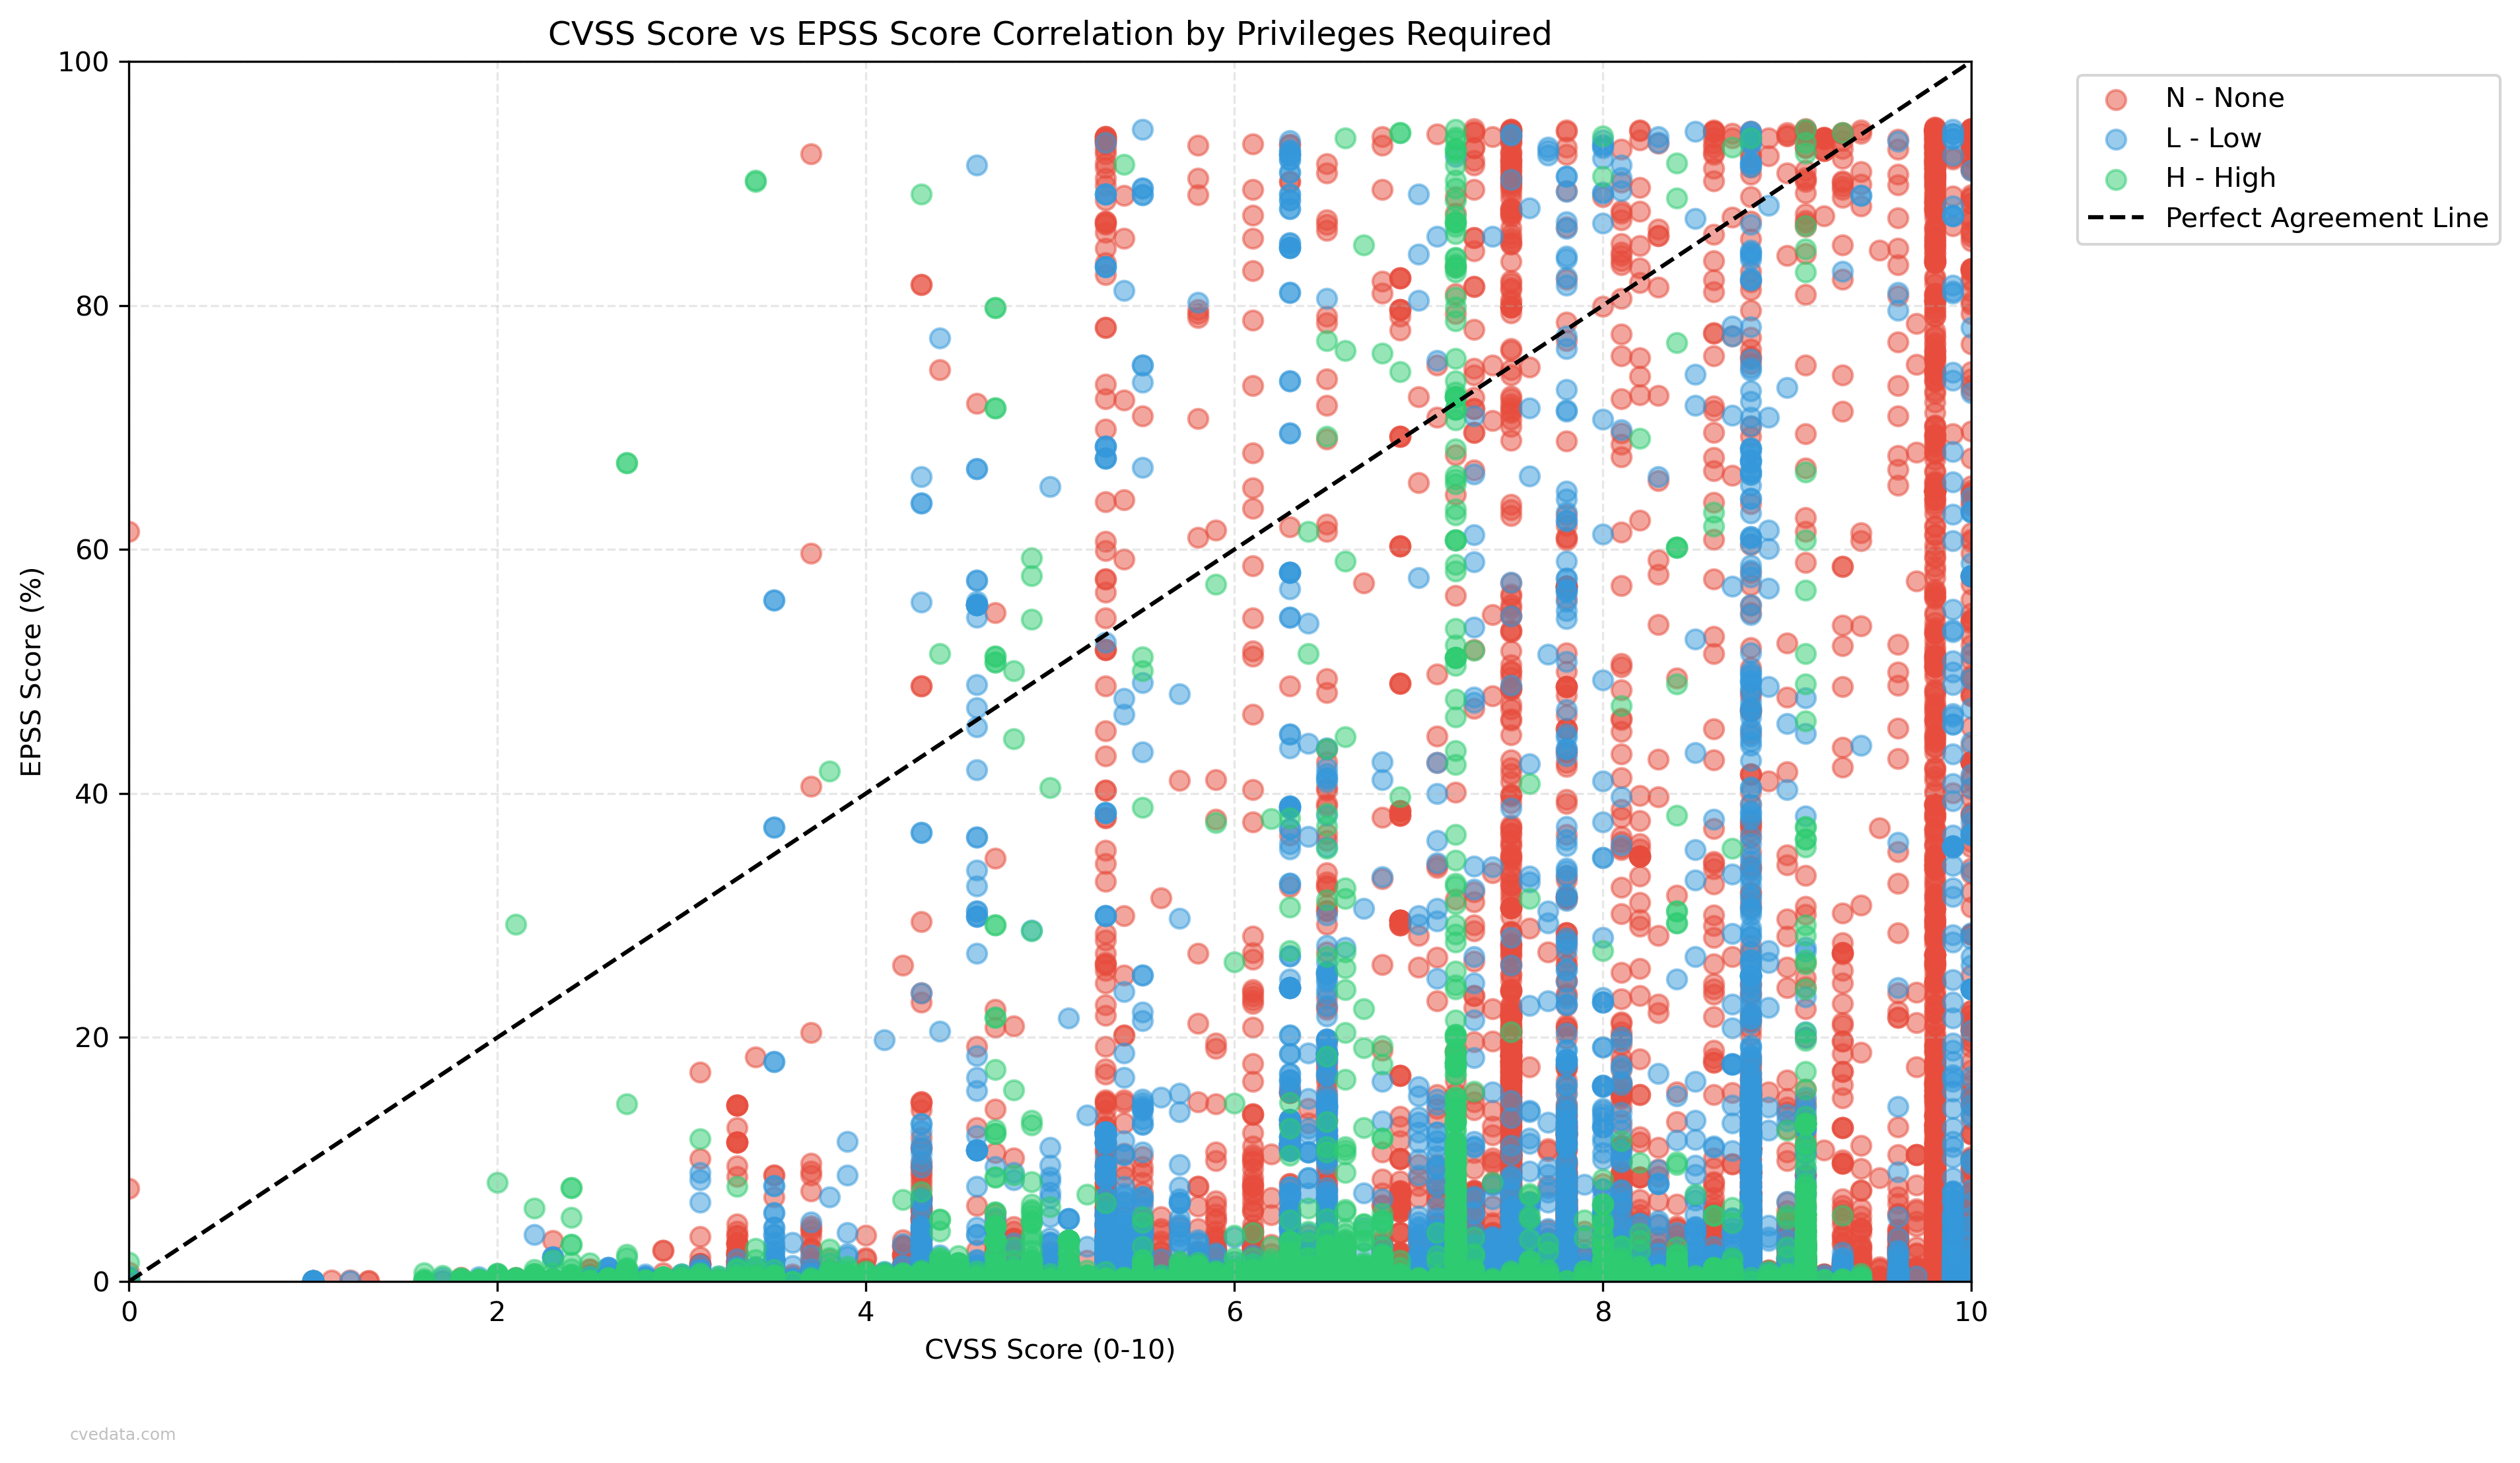 CVSS Score vs EPSS Score Correlation by Privileges Required
100
80
60
40
20
0
EPSS Score (%)
0 2 4 6 8 10
CVSS Score (0-10)
N - None
L - Low
H - High
Perfect Agreement Line
cvedata.com